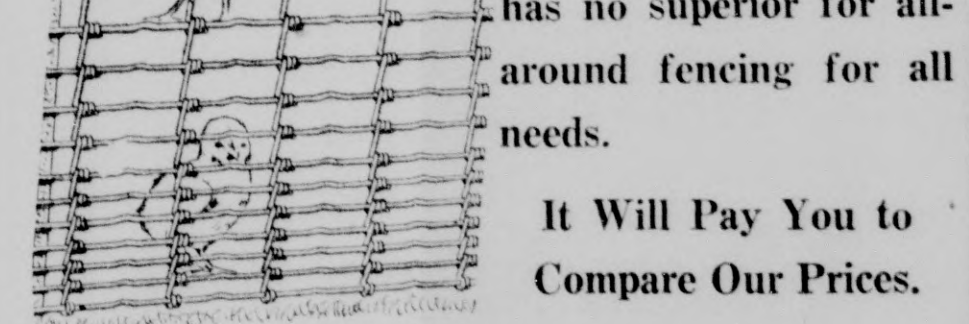 has no superior for all-
around fencing for all
needs.
It Will Pay You to
Compare Our Prices.